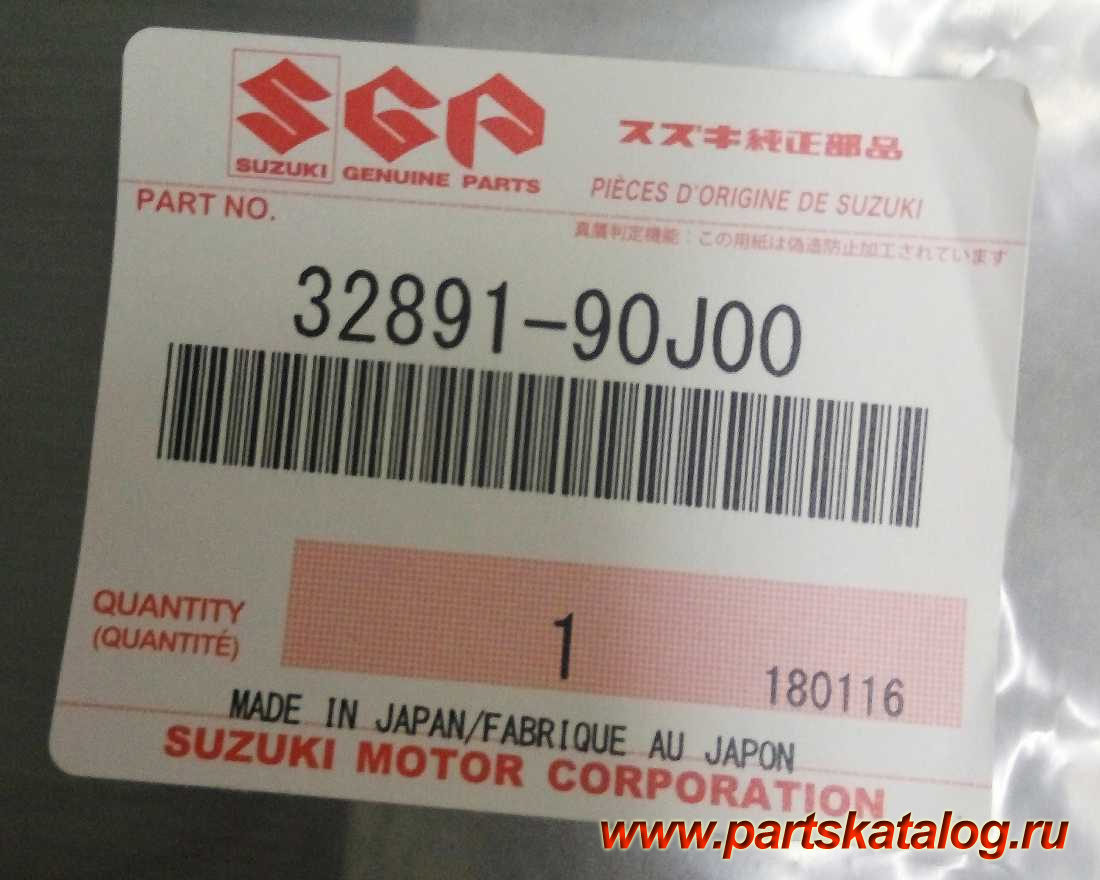 SGP
スズキ純正部品
SUZUKI GENUINE PARTS
PIÈCES D'ORIGINE DE SUZUKI
PART NO.
真贋判定機能：この用紙は偽造防止加工されています
32891-90J00
QUANTITY
(QUANTITÉ)
1
180116
MADE IN JAPAN/FABRIQUE AU JAPON
SUZUKI MOTOR CORPORATION
www.partskatalog.ru